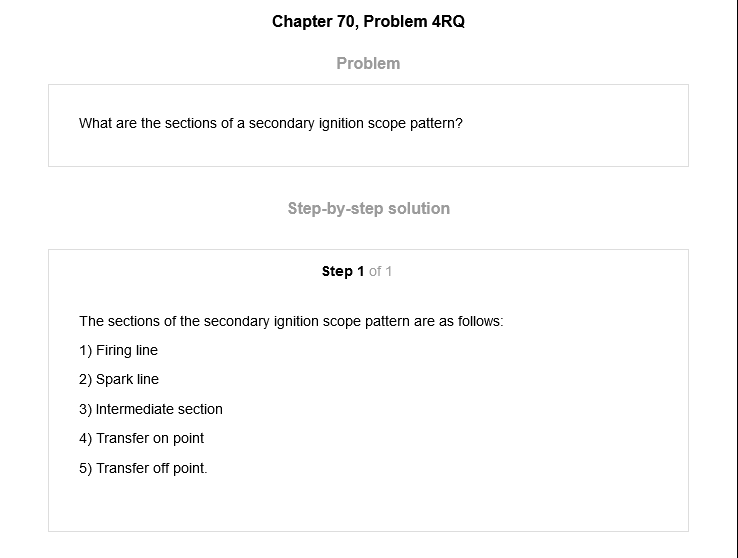 Chapter 70, Problem 4RQ
Problem
What are the sections of a secondary ignition scope pattern?
Step-by-step solution
Step 1 of 1
The sections of the secondary ignition scope pattern are as follows:
1) Firing line
2) Spark line
3) Intermediate section
4) Transfer on point
5) Transfer off point.